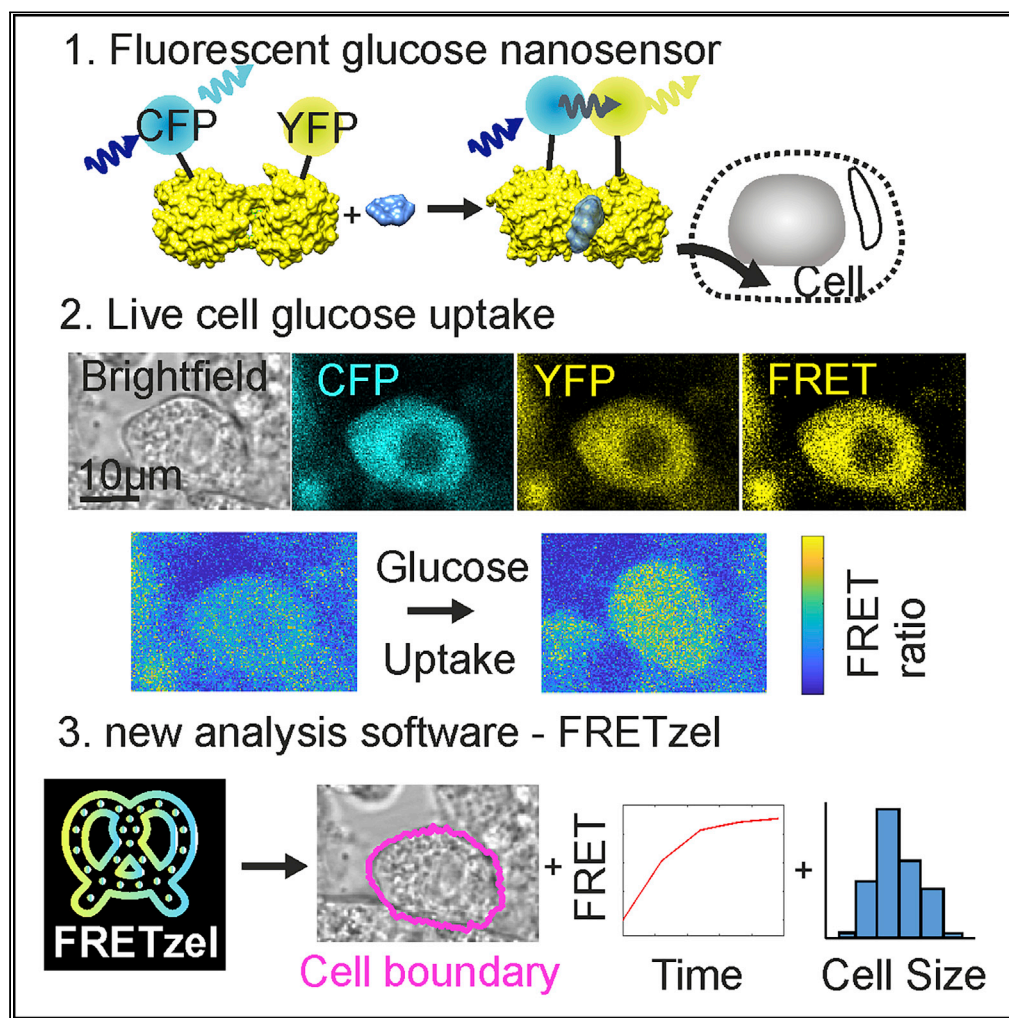 1. Fluorescent glucose nanosensor
CFP
YFP
+
Cell
2. Live cell glucose uptake
Brightfield
CFP
YFP
FRET
10µm
Glucose
Uptake
FRET
ratio
3. new analysis software - FRETzel
FRETzel
Cell boundary
+
FRET
Time
+
Cell Size